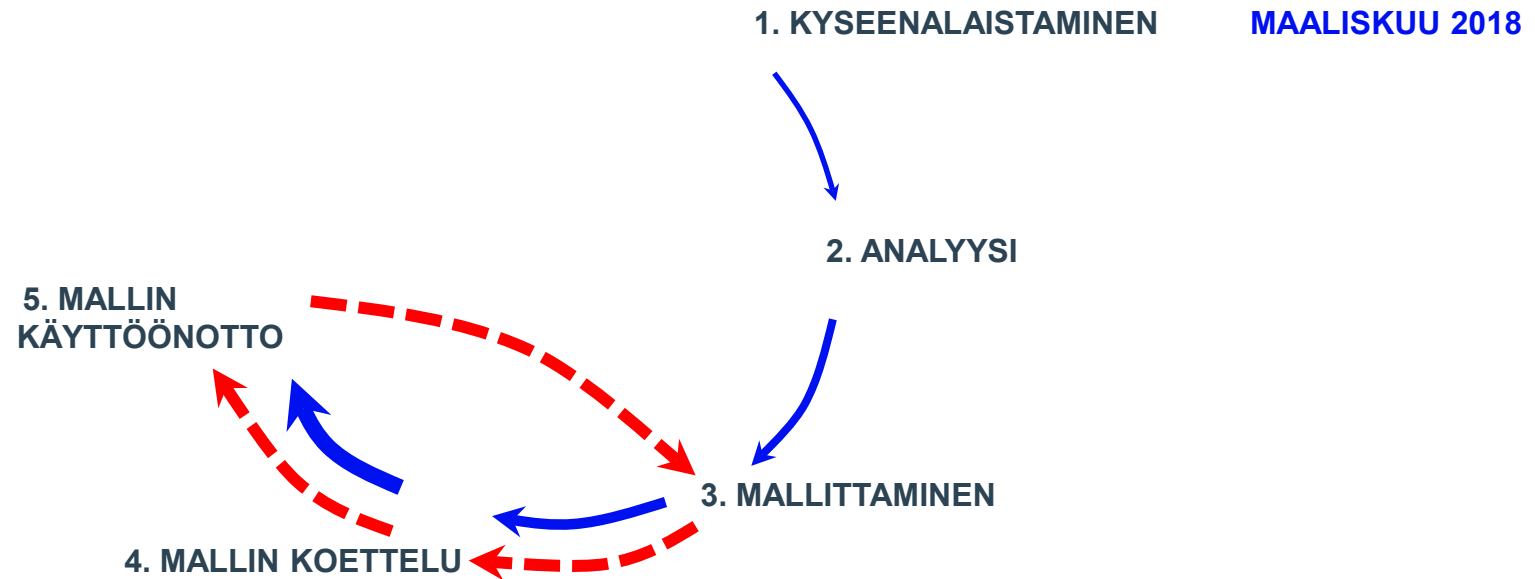 1. KYSEENALAISTAMINEN
MAALISKUU 2018
2. ANALYYSI
5. MALLIN
KÄYTTÖÖNOTTO
3. MALLITTAMINEN
4. MALLIN KOETTELU